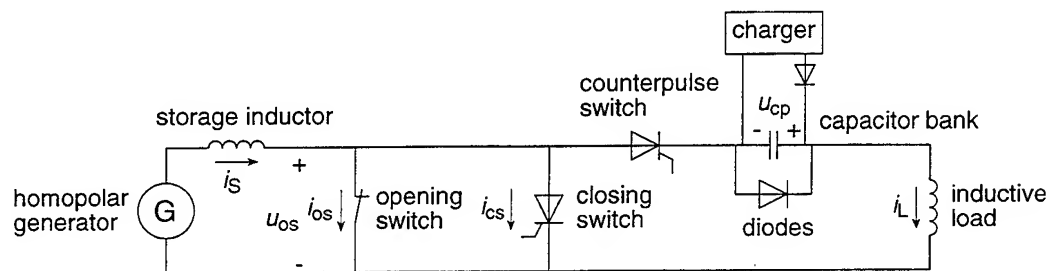 charger
counterpulse
switch
u_cp
- +
capacitor bank
storage inductor
i_S
+
homopolar
generator
G
u_os
i_os
opening
switch
i_cs
closing
switch
diodes
i_L
inductive
load
-